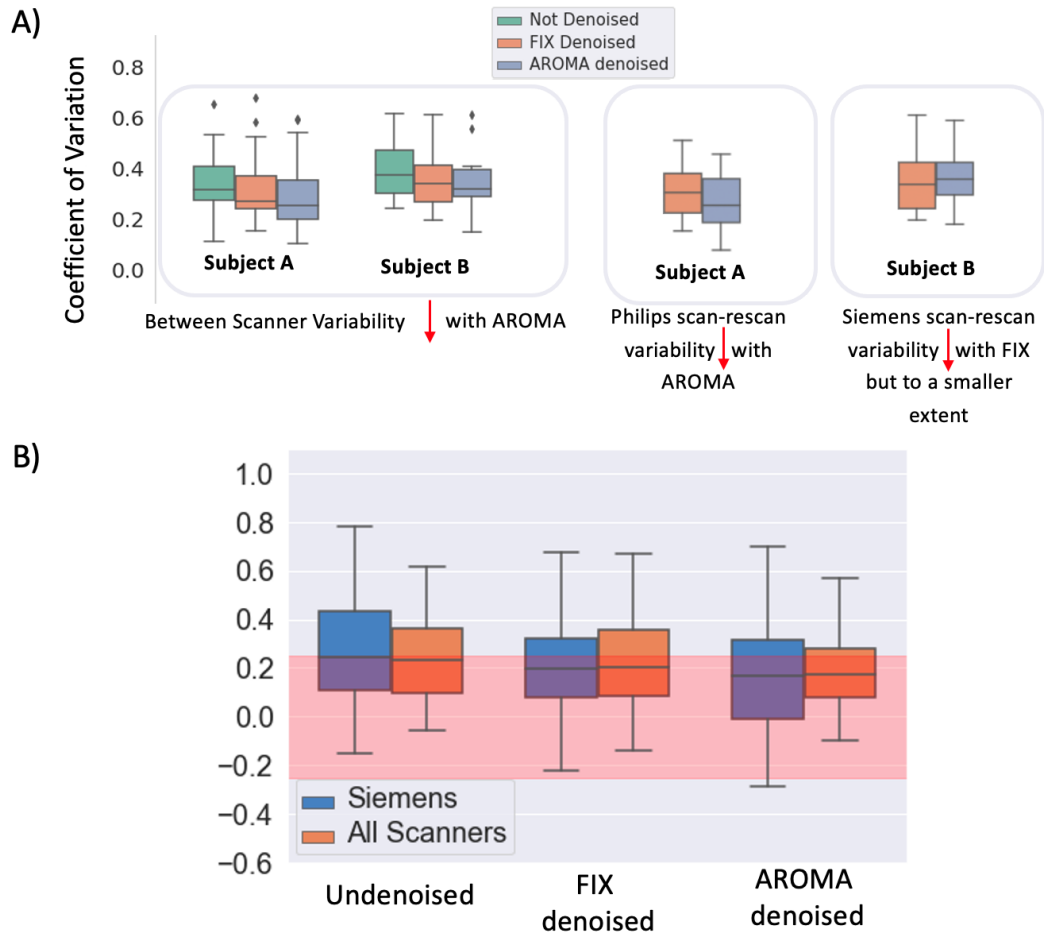 A)
Not Denoised
FIX Denoised
AROMA denoised
Coefficient of Variation
0.8
0.6
0.4
0.2
0.0
Subject A
Subject B
Subject A
Subject B
Between Scanner Variability with AROMA
Philips scan-rescan
variability with
AROMA
Siemens scan-rescan
variability with FIX
but to a smaller
extent
B)
1.0
0.8
0.6
0.4
0.2
0.0
−0.2
−0.4
−0.6
Siemens
All Scanners
Undenoised
FIX
denoised
AROMA
denoised